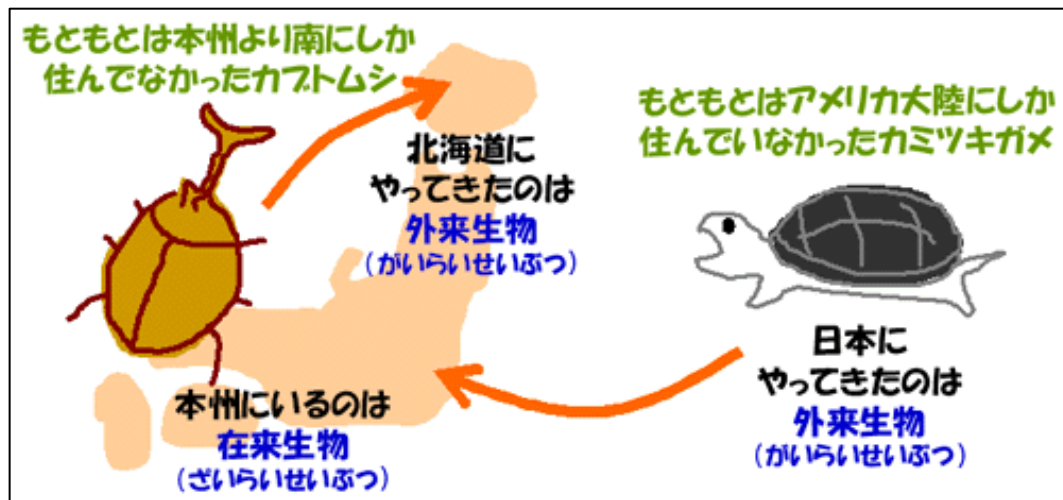 もともとは本州より南にしか
住んでなかったカブトムシ
北海道に
やってきたのは
外来生物
(がいらいせいぶつ)
本州にいるのは
在来生物
(ざいらいせいぶつ)
もともとはアメリカ大陸にしか
住んでいなかったカミツキガメ
日本に
やってきたのは
外来生物
(がいらいせいぶつ)